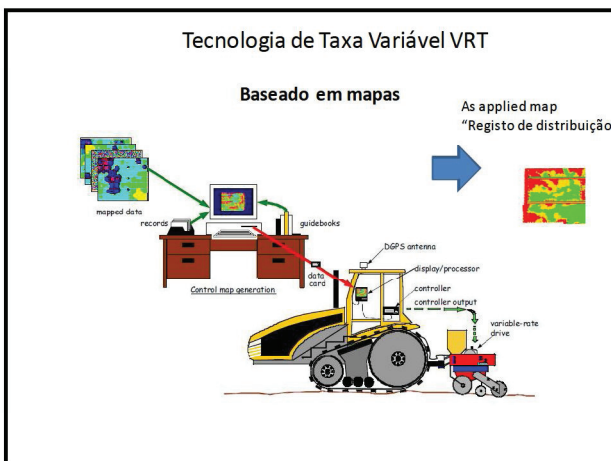 Tecnologia de Taxa Variável VRT
Baseado em mapas
As applied map
“Registo de distribuição
mapped data
records
guidebooks
Control map generation
data
card
DGPS antenna
display/processor
controller
controller output
variable-rate
drive